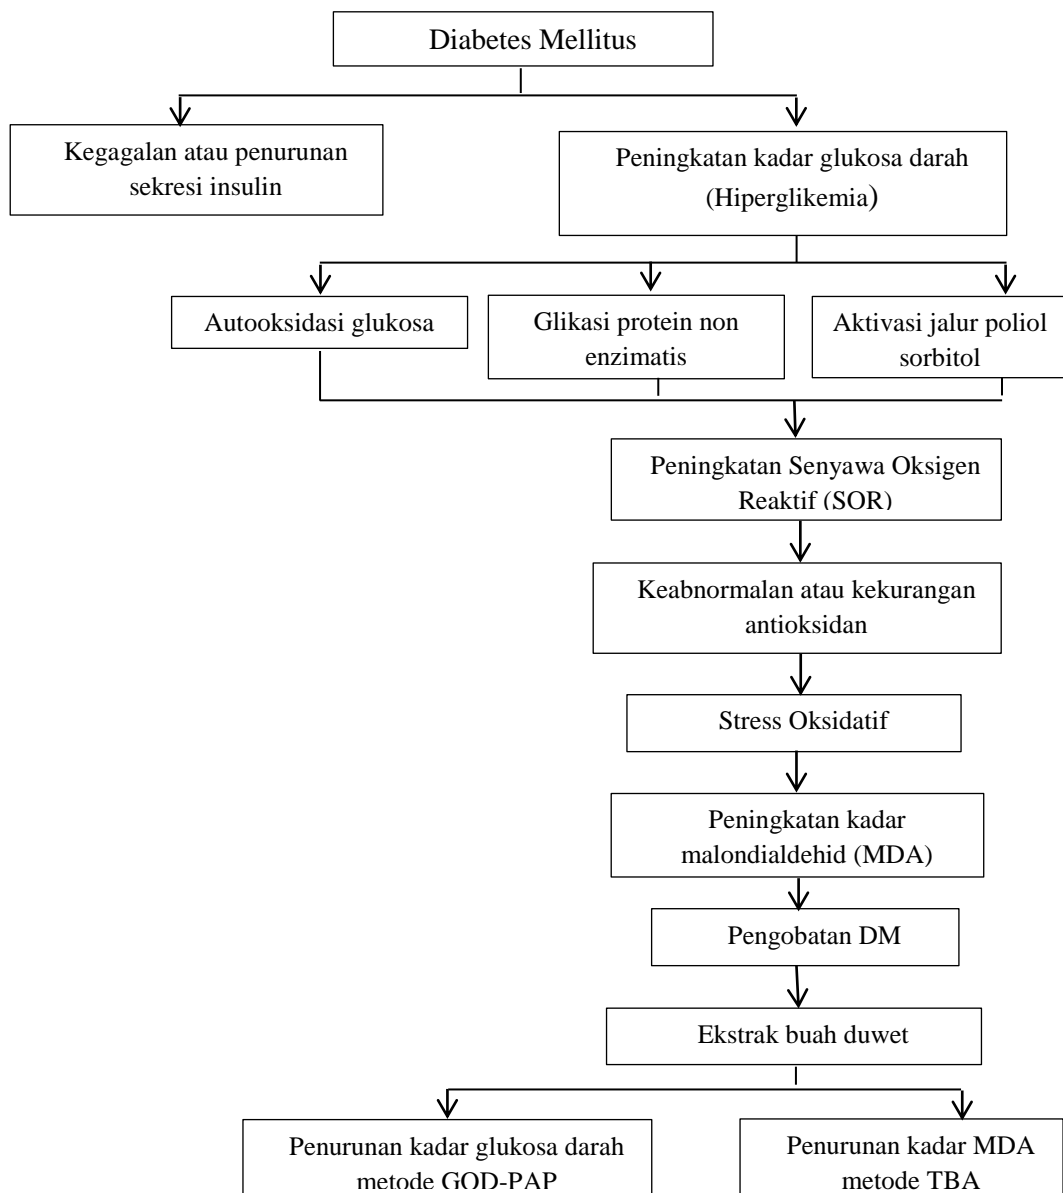 Diabetes Mellitus
Kegagalan atau penurunan
sekresi insulin
Peningkatan kadar glukosa darah
(Hiperglikemia)
Autooksidasi glukosa
Glikasi protein non
enzimatis
Aktivasi jalur poliol
sorbitol
Peningkatan Senyawa Oksigen
Reaktif (SOR)
Keabnormalan atau kekurangan
antioksidan
Stress Oksidatif
Peningkatan kadar
malondialdehid (MDA)
Pengobatan DM
Ekstrak buah duwet
Penurunan kadar glukosa darah
metode GOD-PAP
Penurunan kadar MDA
metode TBA